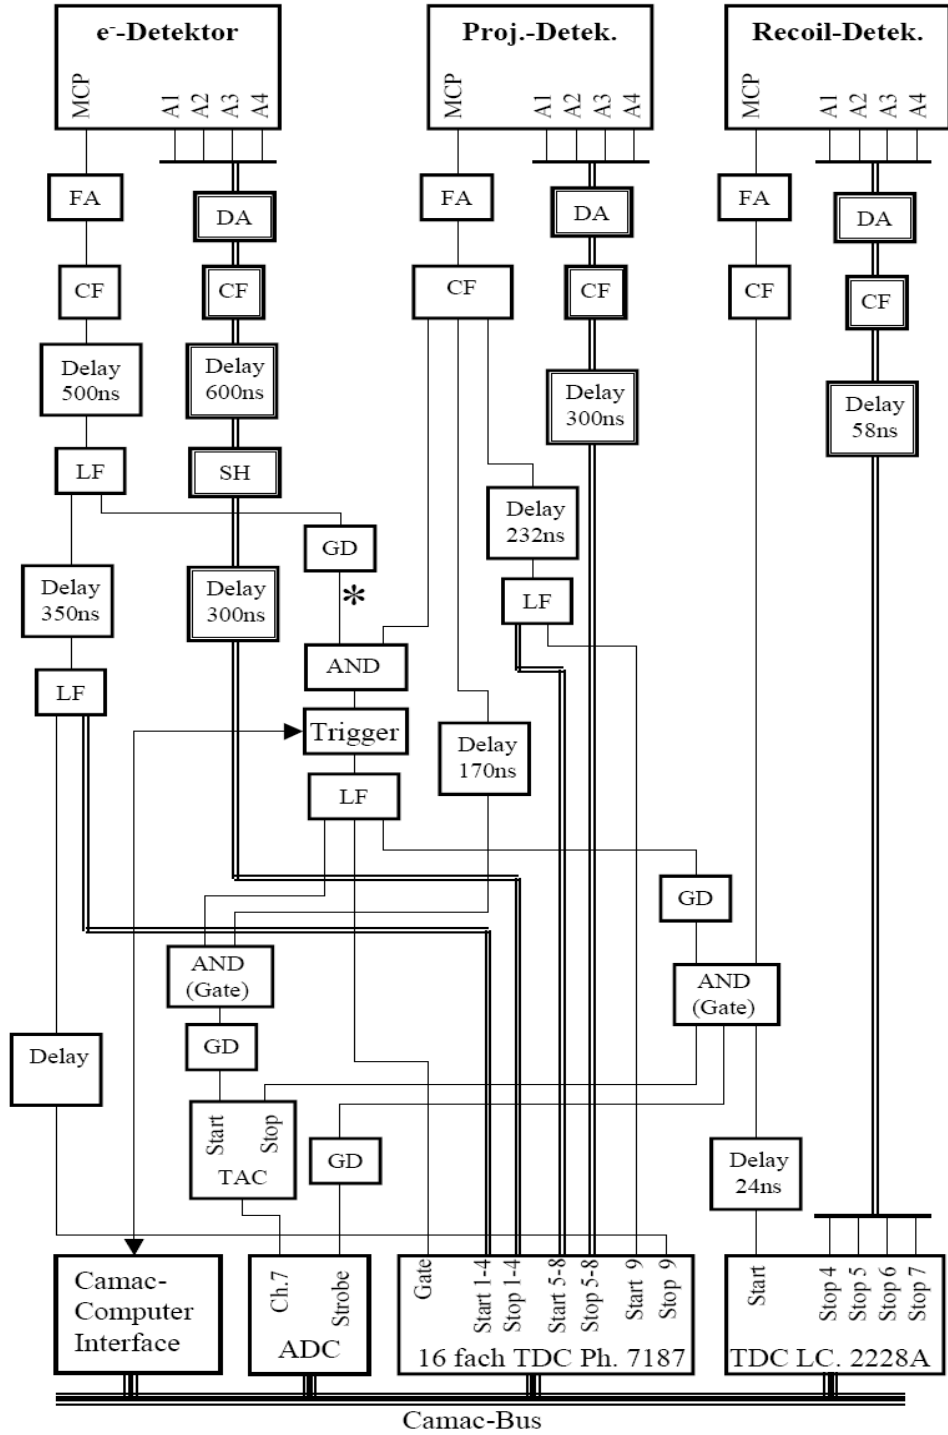 e⁻-Detektor
Proj.-Detek.
Recoil-Detek.
MCP
A1
A2
A3
A4
MCP
A1
A2
A3
A4
MCP
A1
A2
A3
A4
FA
DA
FA
DA
FA
DA
CF
CF
CF
CF
CF
CF
Delay
500ns
Delay
600ns
Delay
300ns
Delay
58ns
LF
SH
Delay
232ns
GD
*
Delay
350ns
Delay
300ns
LF
AND
LF
Trigger
Delay
170ns
LF
GD
AND
(Gate)
AND
(Gate)
Delay
GD
Start
Stop
TAC
GD
Delay
24ns
Camac-
Computer
Interface
Ch.7
Strobe
ADC
Gate
Start 1-4
Stop 1-4
Start 5-8
Stop 5-8
Start 9
Stop 9
16 fach TDC Ph. 7187
Start
Stop 4
Stop 5
Stop 6
Stop 7
TDC LC. 2228A
Camac-Bus